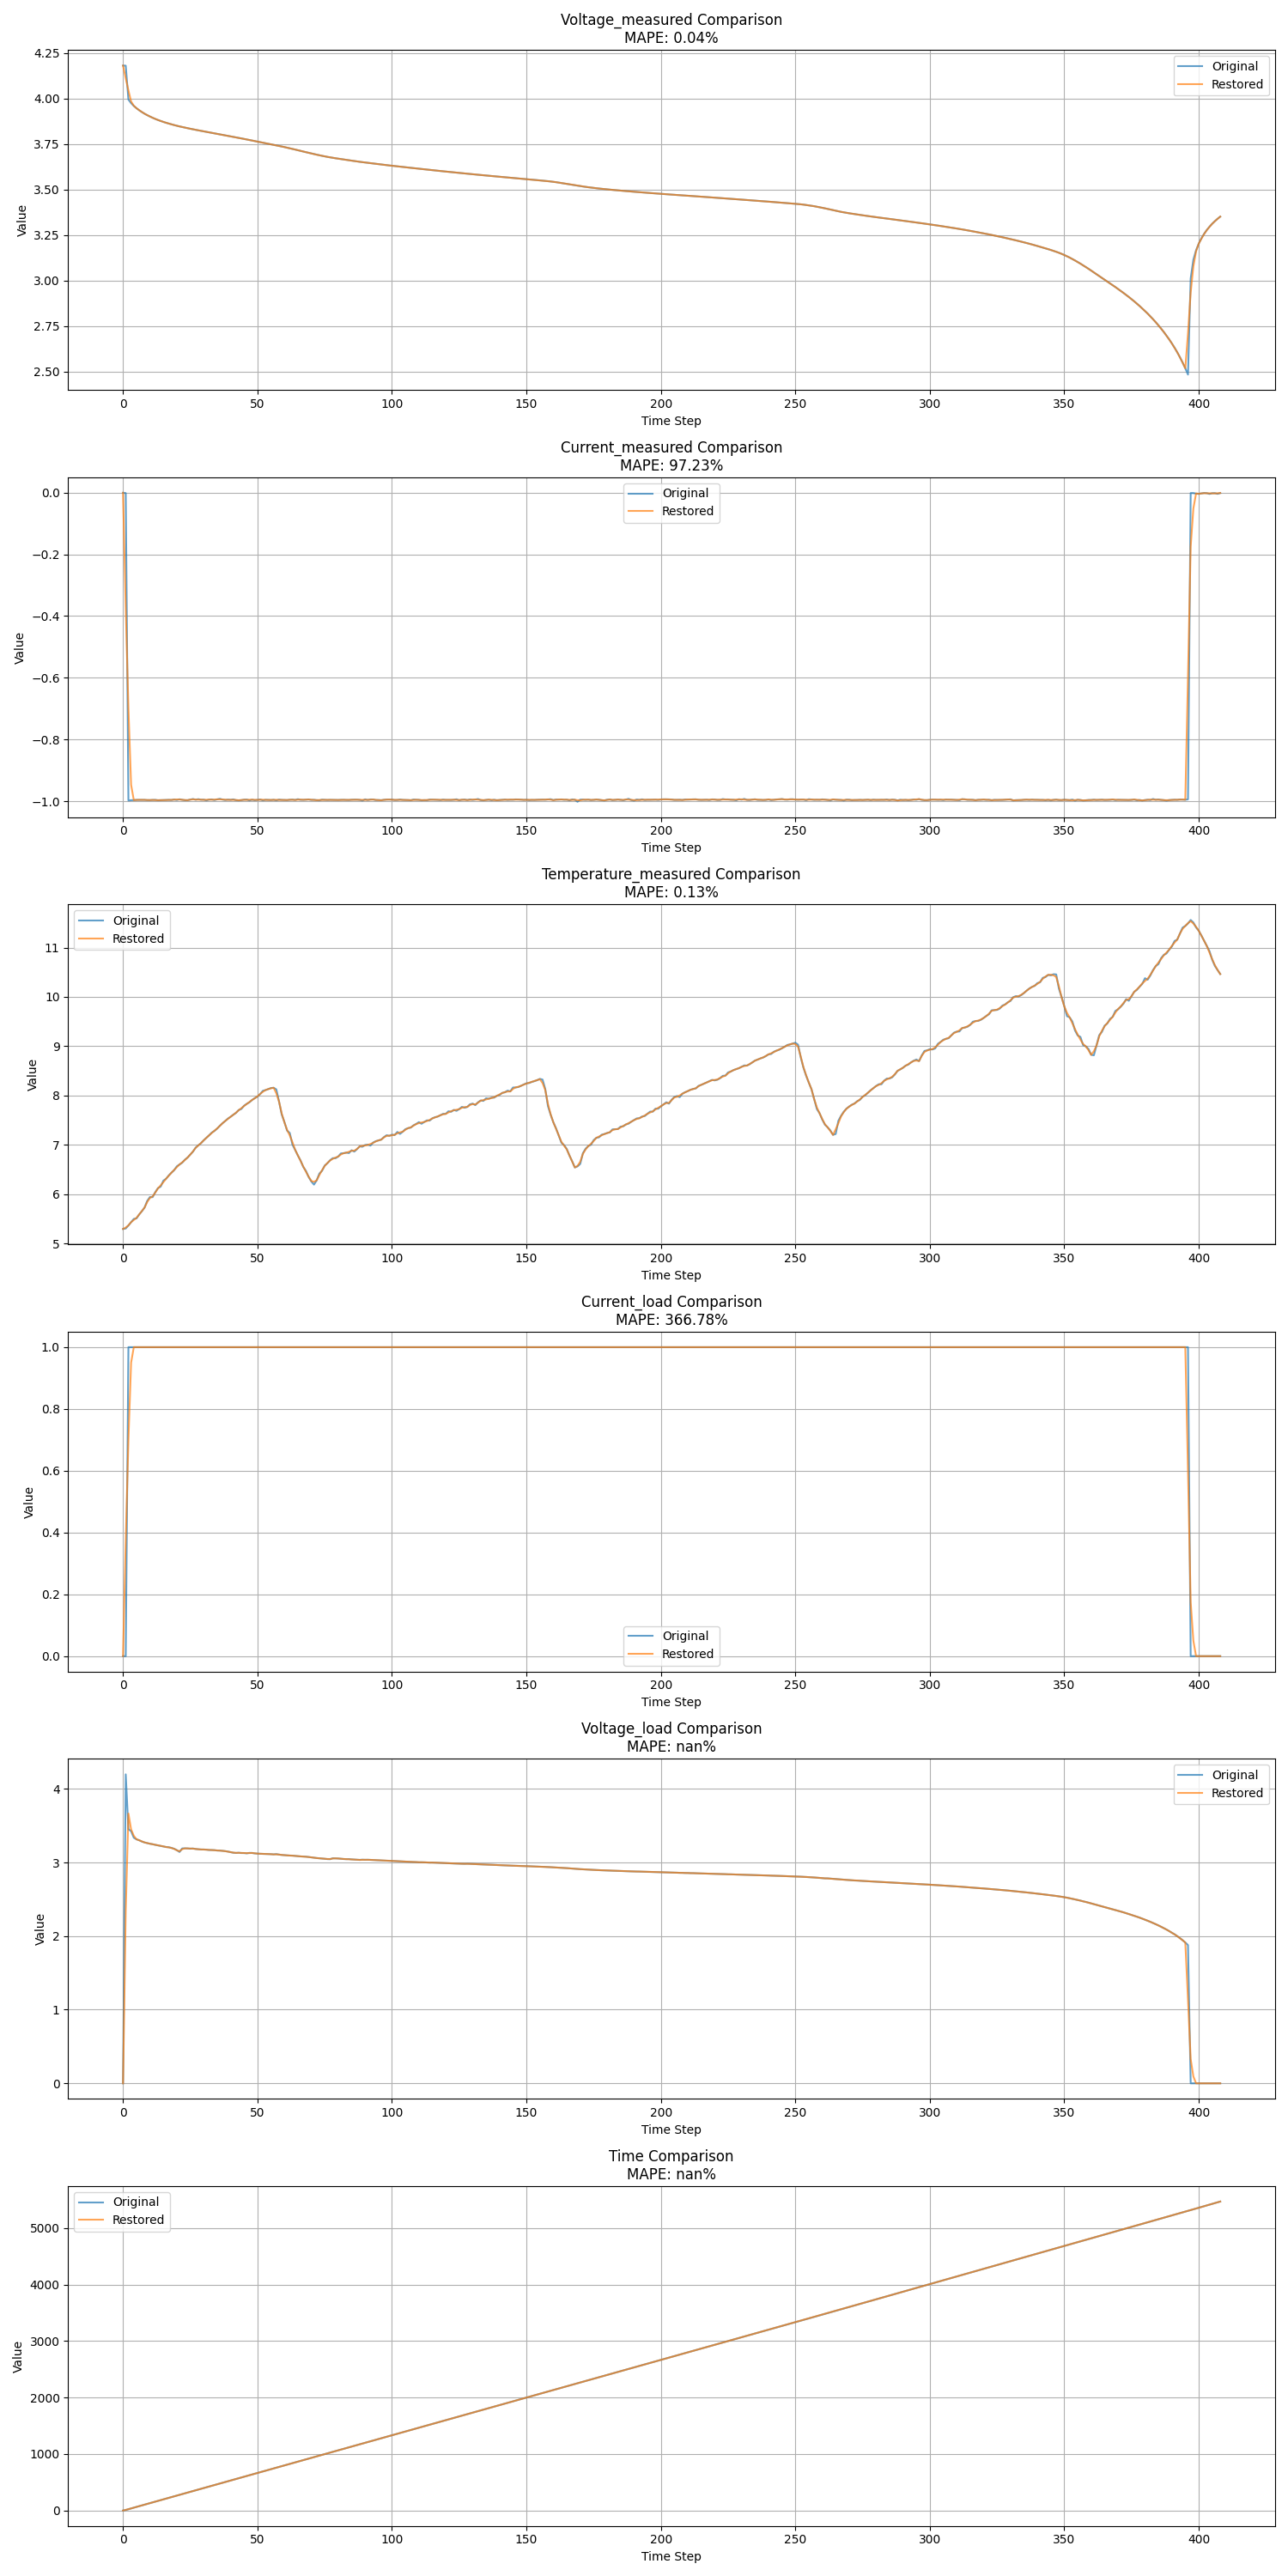 Voltage_measured Comparison
MAPE: 0.04%
4.25
4.00
3.75
3.50
3.25
3.00
2.75
2.50
Value
Original
Restored
0 50 100 150 200 250 300 350 400
Time Step
Current_measured Comparison
MAPE: 97.23%
0.0
−0.2
−0.4
−0.6
−0.8
−1.0
Value
Original
Restored
0 50 100 150 200 250 300 350 400
Time Step
Temperature_measured Comparison
MAPE: 0.13%
11
10
9
8
7
6
5
Value
Original
Restored
0 50 100 150 200 250 300 350 400
Time Step
Current_load Comparison
MAPE: 366.78%
1.0
0.8
0.6
0.4
0.2
0.0
Value
Original
Restored
0 50 100 150 200 250 300 350 400
Time Step
Voltage_load Comparison
MAPE: nan%
4
3
2
1
0
Value
Original
Restored
0 50 100 150 200 250 300 350 400
Time Step
Time Comparison
MAPE: nan%
5000
4000
3000
2000
1000
0
Value
Original
Restored
0 50 100 150 200 250 300 350 400
Time Step